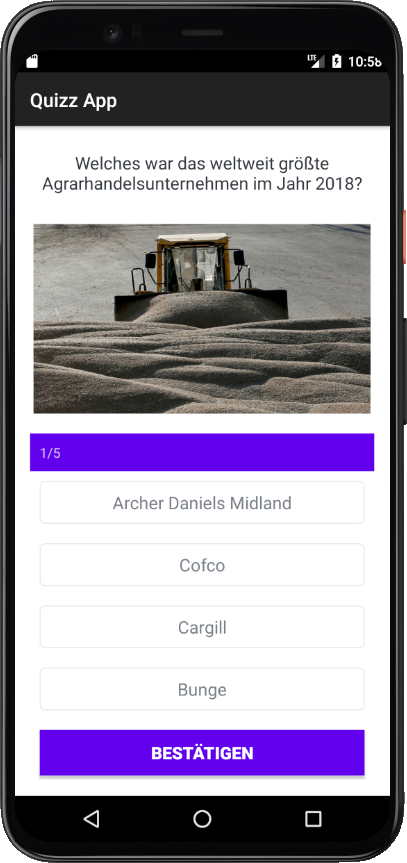 LTE 10:58
Quizz App
Welches war das weltweit größte
Agrarhandelsunternehmen im Jahr 2018?
1/5
Archer Daniels Midland
Cofco
Cargill
Bunge
BESTÄTIGEN